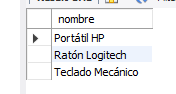 nombre
Portátil HP
Ratón Logitech
Teclado Mecánico